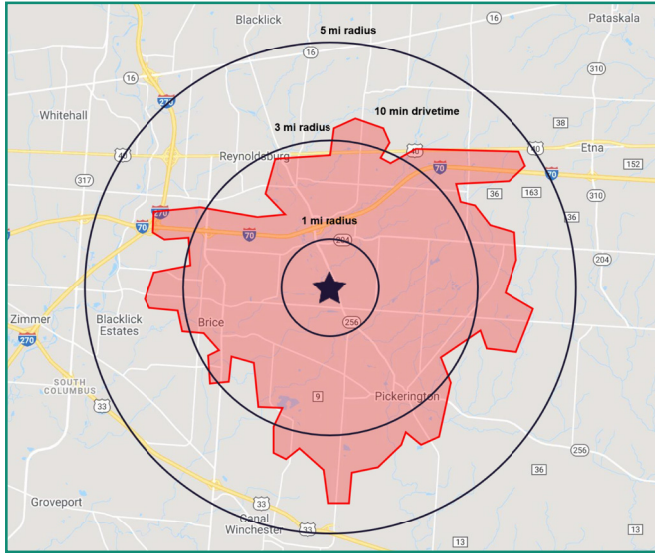 Blacklick
Pataskala
5 mi radius
16
16
310
270
Whitehall
10 min drivetime
3 mi radius
38
40
Reynoldsburg
40
40
Etna
317
70
152
70
36
163
310
270
36
1 mi radius
70
70
204
204
256
Zimmer
Blacklick
Estates
Brice
270
SOUTH
COLUMBUS
33
9
Pickerington
256
36
33
Groveport
Canal
Winchester
33
13
13